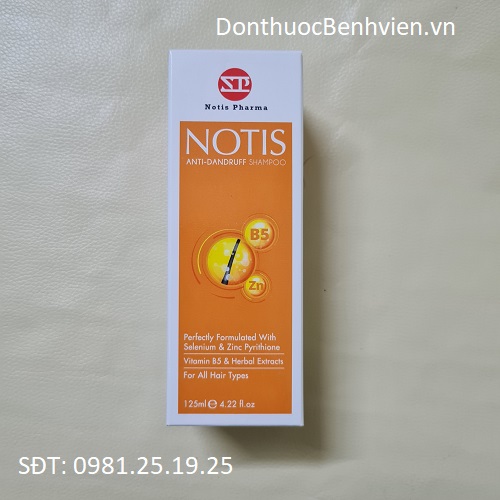 DonthuocBenhvien.vn
Notis Pharma
NOTIS
ANTI-DANDRUFF SHAMPOO
B5
Zn
Perfectly Formulated With
Selenium & Zinc Pyrithione
Vitamin B5 & Herbal Extracts
For All Hair Types
125ml ℮ 4.22 fl.oz
SĐT: 0981.25.19.25